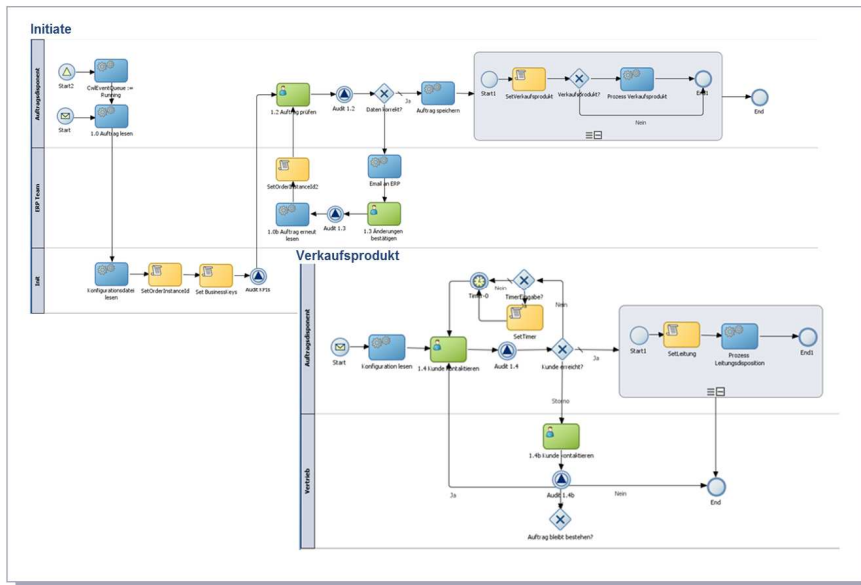 Initiate
Auftragsdisponent
Start2
CwlEventQueue :=
Running
Start
1.0 Auftrag lesen
1.2 Auftrag prüfen
Audit 1.2
Daten korrekt?
Ja
Auftrag speichern
Start1
SetVerkaufsprodukt
Verkaufsprodukt?
Prozess Verkaufsprodukt
End1
Nein
End
ERP Team
SetOrderInstanceId2
Email an ERP
1.0b Auftrag erneut
lesen
Audit 1.3
1.3 Änderungen
bestätigen
Init
Konfigurationsdatei
lesen
SetOrderInstanceId
Set BusinessKeys
Audit KPIs
Verkaufsprodukt
Auftragsdisponent
Timer-D
Nein
TimerEingabe?
SetTimer
Nein
Start
Konfiguration lesen
1.4 Kunde kontaktieren
Audit 1.4
Kunde erreicht?
Ja
Start1
SetLeitung
Prozess
Leitungsdisposition
End1
Storno
Vertrieb
1.4b Kunde kontaktieren
Ja
Audit 1.4b
Nein
End
Auftrag bleibt bestehen?